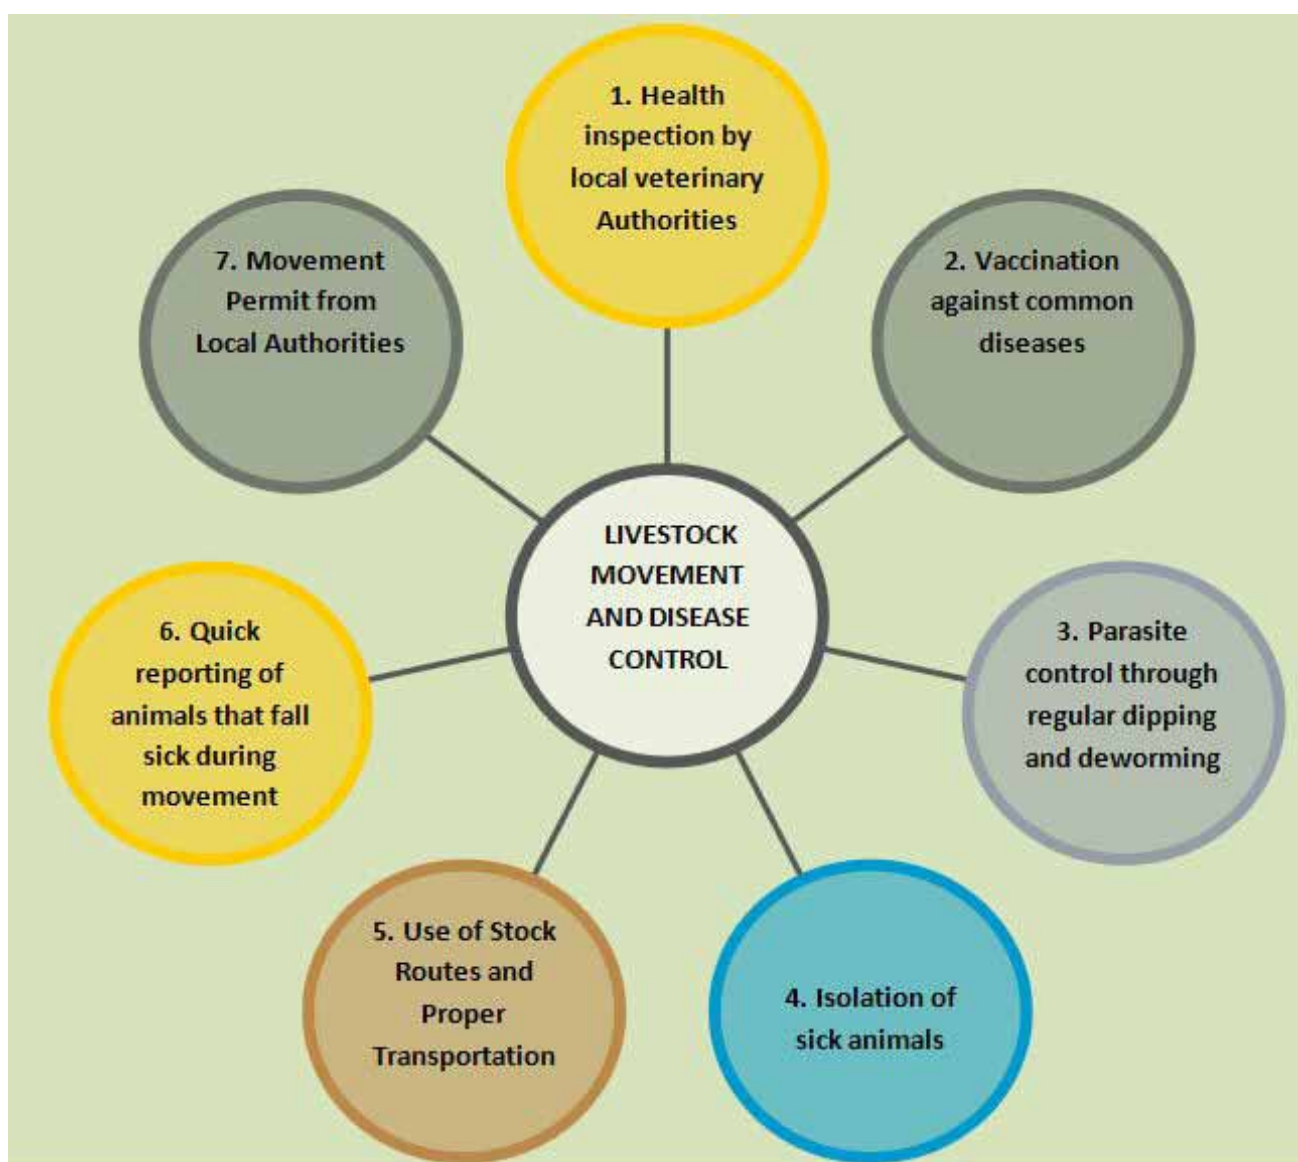 1. Health
inspection by
local veterinary
Authorities
2. Vaccination
against common
diseases
3. Parasite
control through
regular dipping
and deworming
4. Isolation of
sick animals
5. Use of Stock
Routes and
Proper
Transportation
6. Quick
reporting of
animals that fall
sick during
movement
7. Movement
Permit from
Local Authorities
LIVESTOCK
MOVEMENT
AND DISEASE
CONTROL